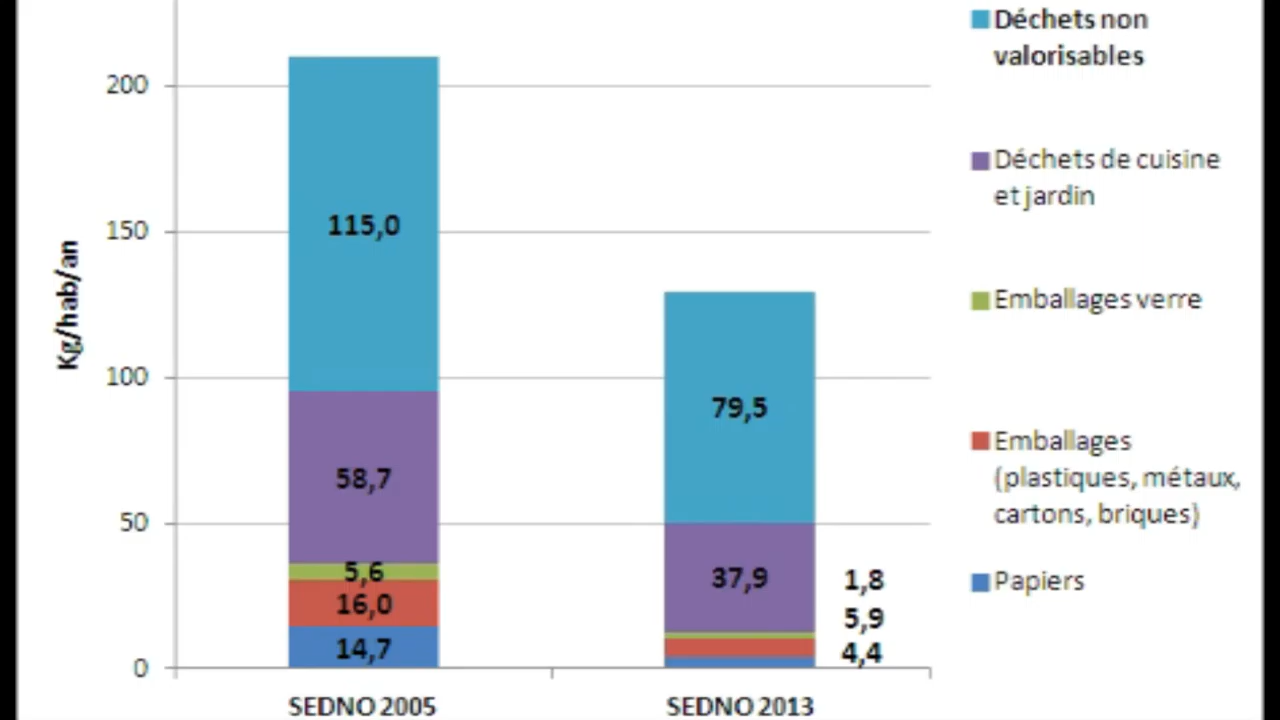 Déchets non
valorisables
200
Déchets de cuisine
et jardin
150
115,0
Kg/hab/an
Emballages verre
100
79,5
Emballages
(plastiques, métaux,
cartons, briques)
58,7
50
5,6
37,9
1,8
Papiers
16,0
5,9
14,7
4,4
0
SEDNO 2005
SEDNO 2013